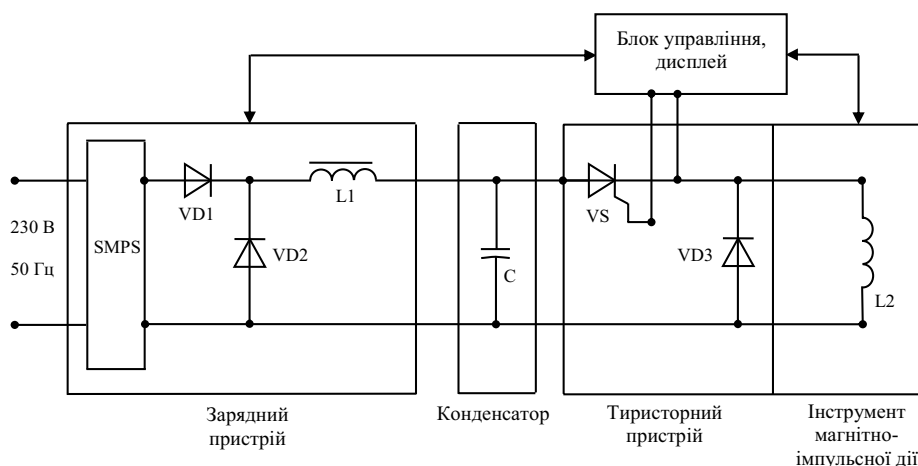 Блок управління,
дисплей
230 В
50 Гц
SMPS
VD1
VD2
L1
C
VS
VD3
L2
Зарядний
пристрій
Конденсатор
Тиристорний
пристрій
Інструмент
магнітно-
імпульсної дії